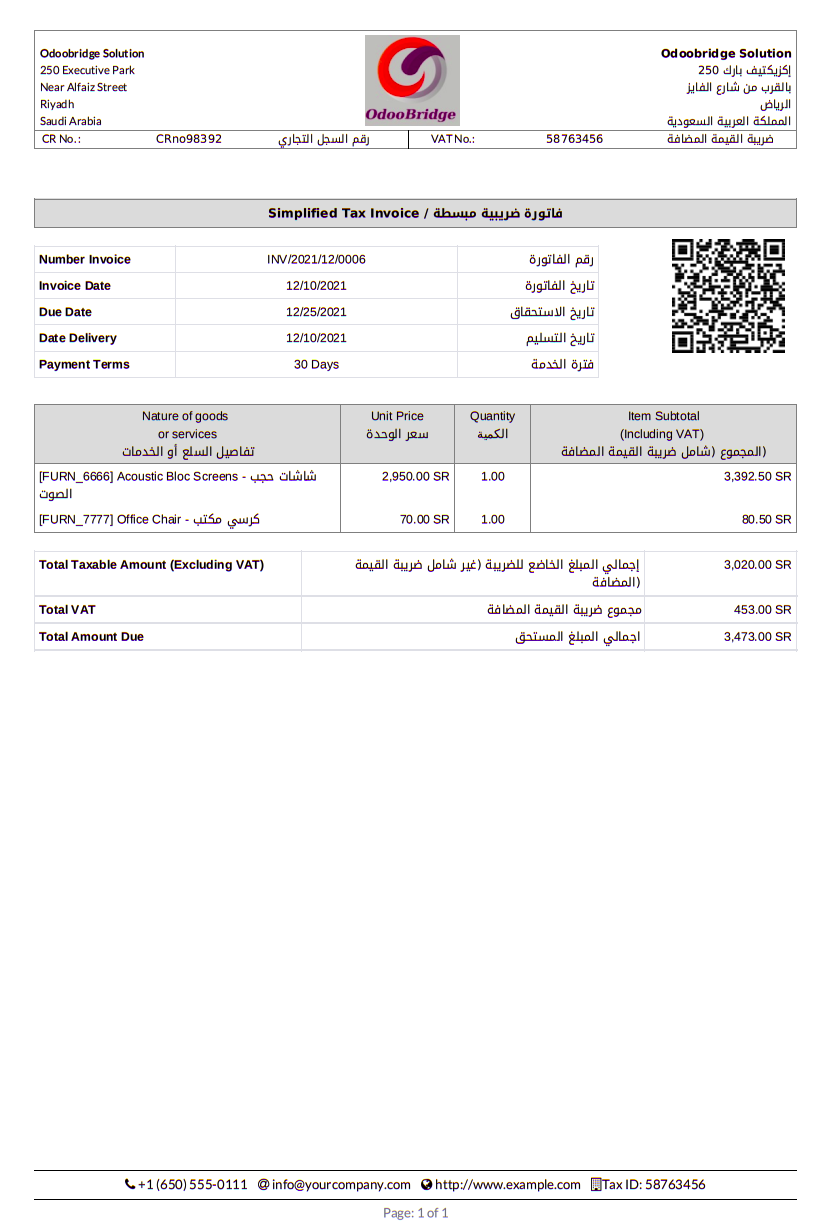 Odoobridge Solution
250 Executive Park
Near Alfaiz Street
Riyadh
Saudi Arabia
OdooBridge
Odoobridge Solution
إكزيكتيف بارك 250
بالقرب من شارع الفايز
الرياض
المملكة العربية السعودية
CR No.: CRno98392 رقم السجل التجاري VAT No.: 58763456 ضريبة القيمة المضافة
Simplified Tax Invoice / فاتورة ضريبية مبسطة
Number Invoice INV/2021/12/0006 رقم الفاتورة
Invoice Date 12/10/2021 تاريخ الفاتورة
Due Date 12/25/2021 تاريخ الاستحقاق
Date Delivery 12/10/2021 تاريخ التسليم
Payment Terms 30 Days فترة الخدمة
Nature of goods Unit Price Quantity Item Subtotal
or services سعر الوحدة الكمية (Including VAT)
تفاصيل السلع أو الخدمات المجموع (شامل ضريبة القيمة المضافة)
[FURN_6666] Acoustic Bloc Screens - شاشات حجب 2,950.00 SR 1.00 3,392.50 SR
الصوت
[FURN_7777] Office Chair - كرسي مكتب 70.00 SR 1.00 80.50 SR
Total Taxable Amount (Excluding VAT) إجمالي المبلغ الخاضع للضريبة (غير شامل ضريبة القيمة 3,020.00 SR
المضافة)
Total VAT مجموع ضريبة القيمة المضافة 453.00 SR
Total Amount Due اجمالي المبلغ المستحق 3,473.00 SR
+1 (650) 555-0111 info@yourcompany.com http://www.example.com Tax ID: 58763456
Page: 1 of 1